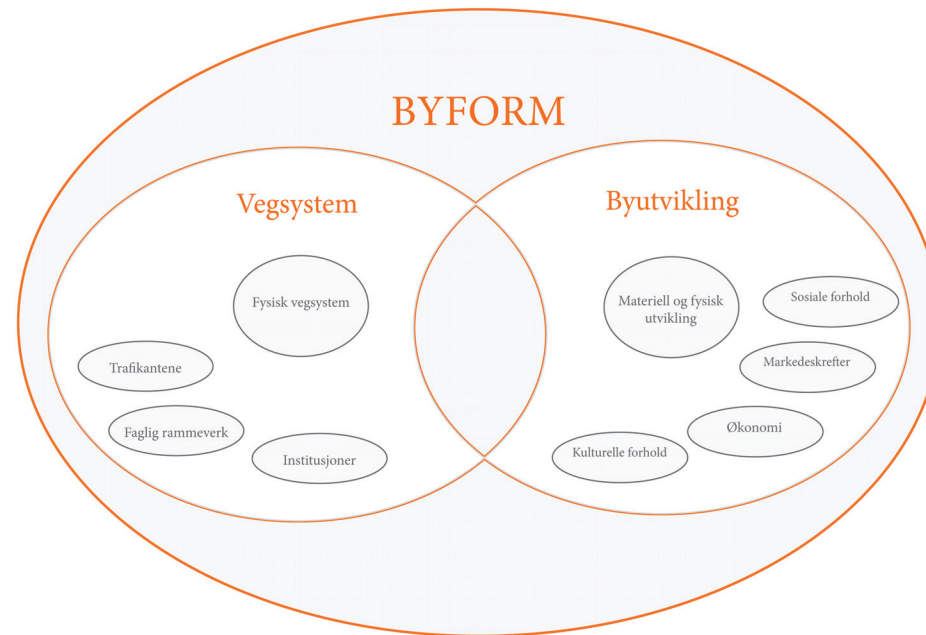 BYFORM
Vegsystem
Fysisk vegsystem
Trafikantene
Faglig rammeverk
Institusjoner
Byutvikling
Materiell og fysisk
utvikling
Sosiale forhold
Markedeskrefter
Økonomi
Kulturelle forhold